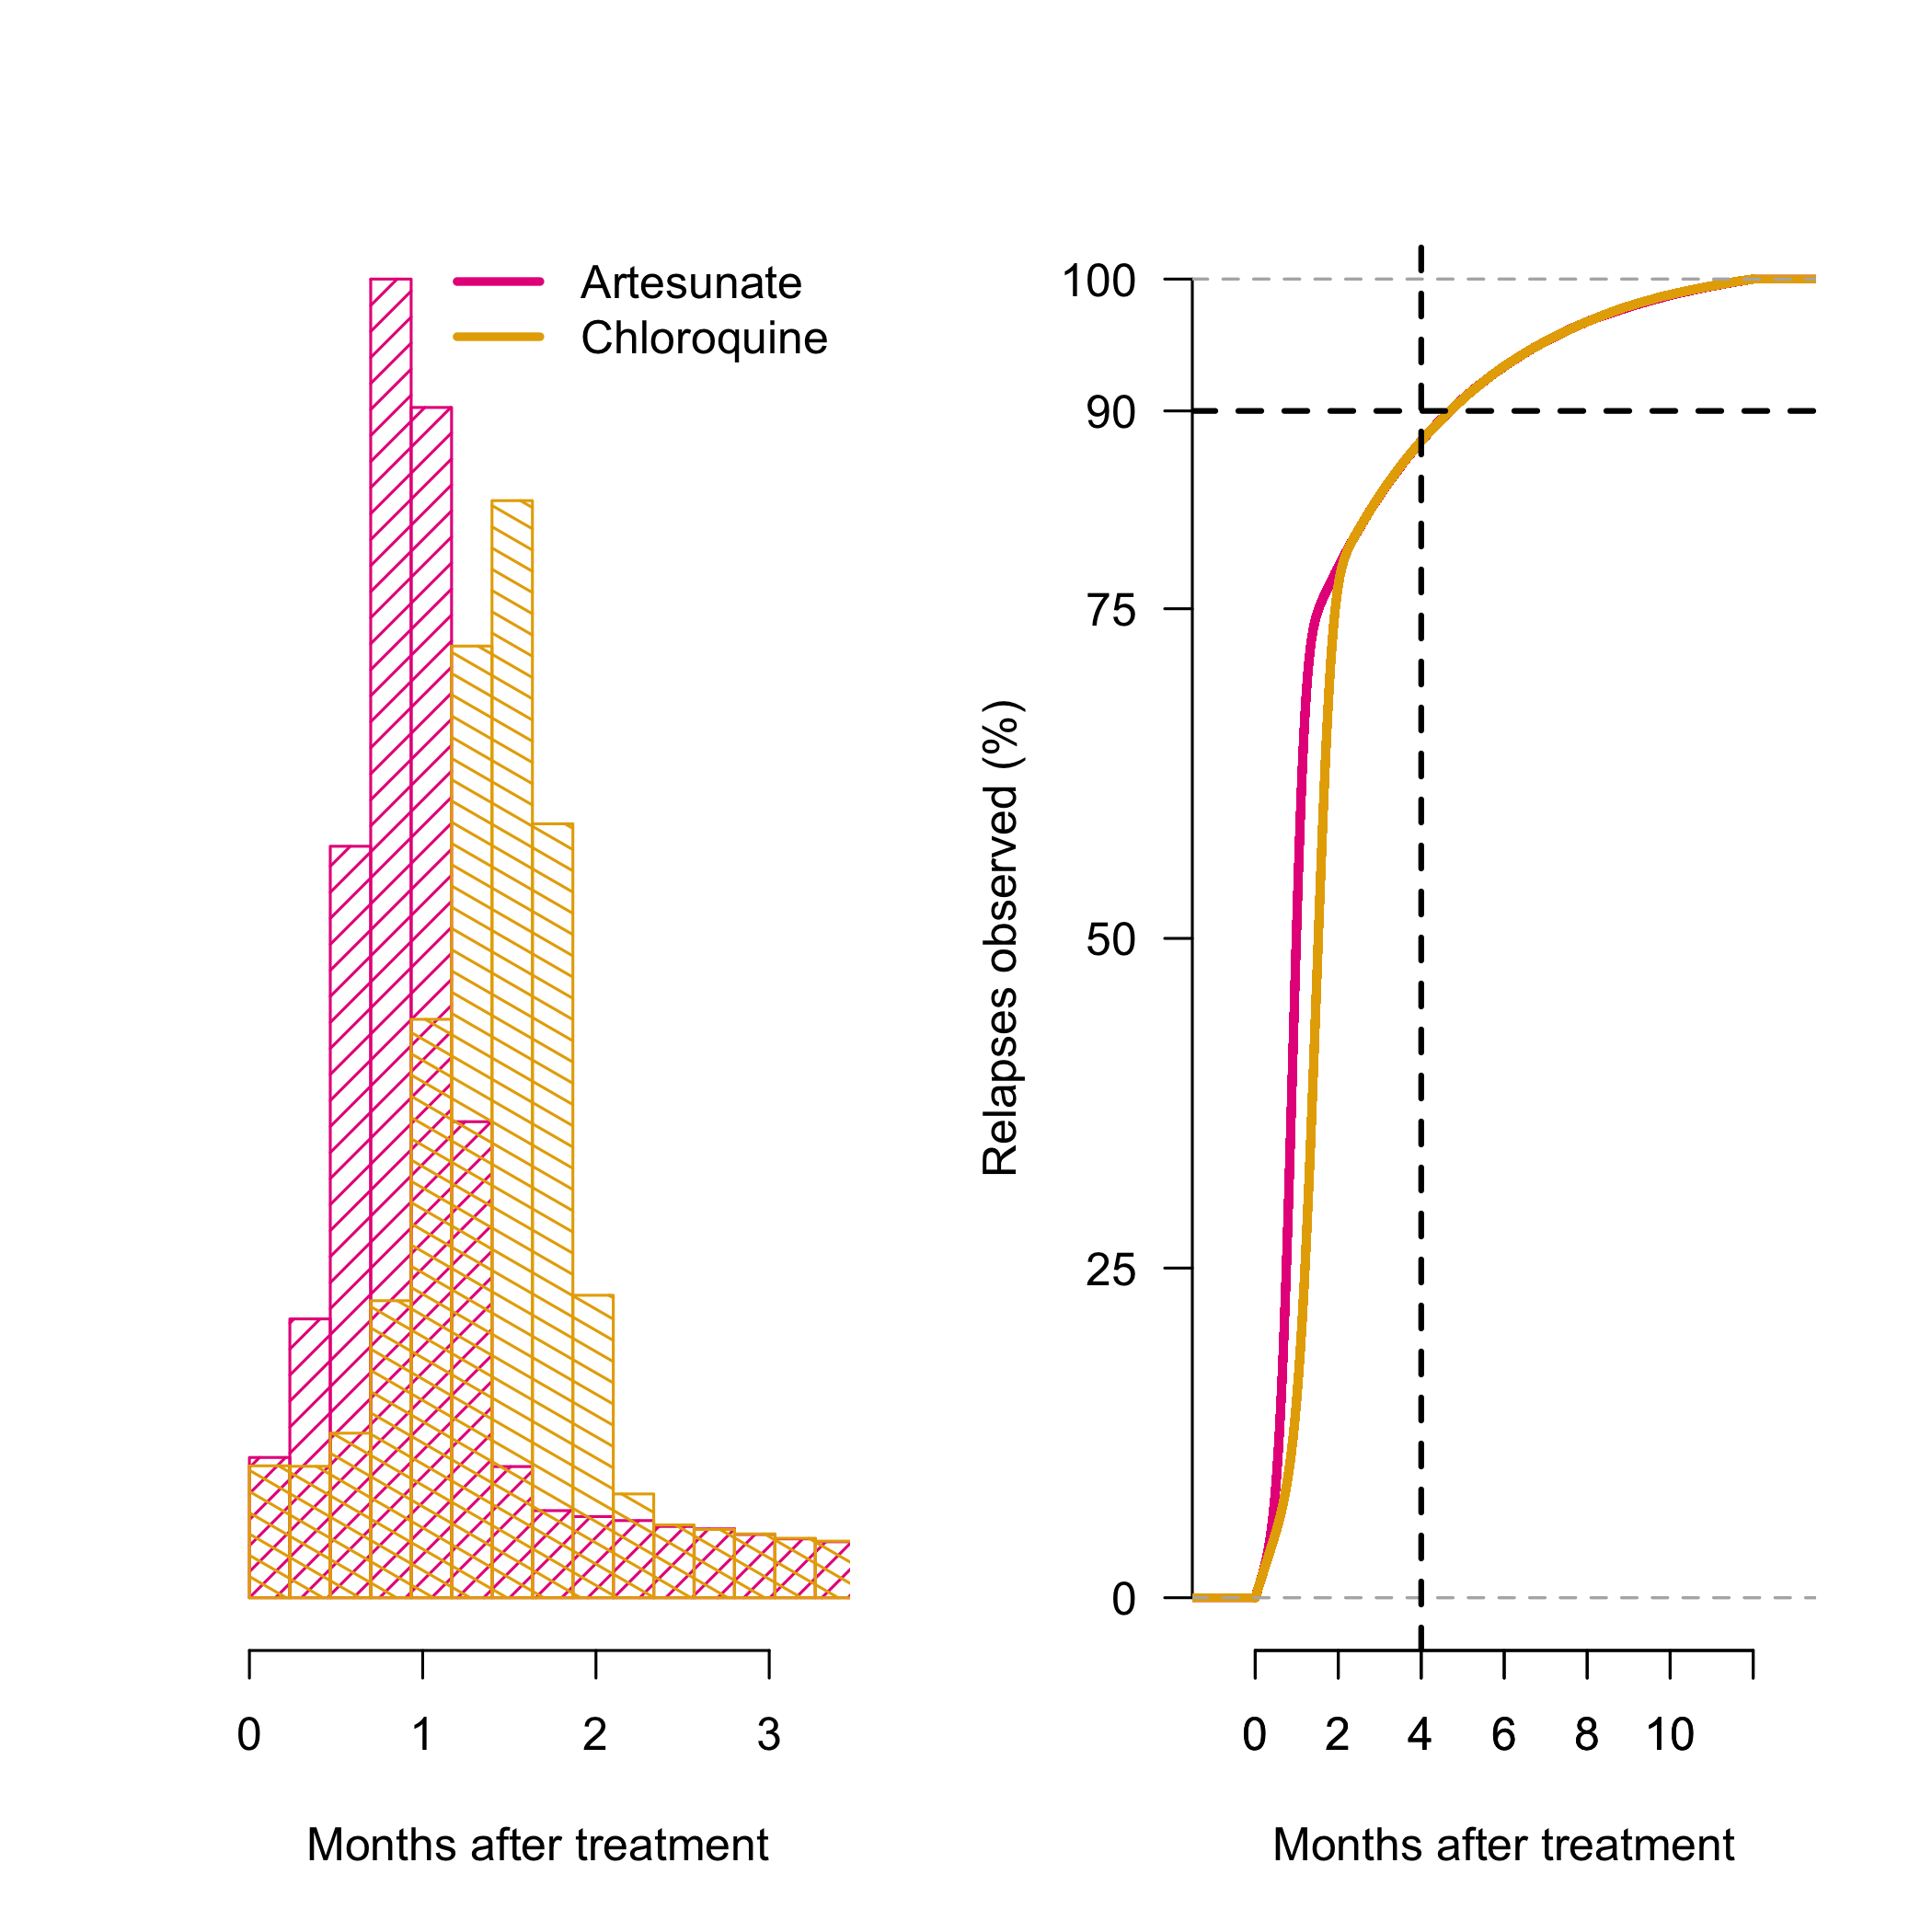 Artesunate
Chloroquine
0 1 2 3
Months after treatment
Relapses observed (%)
100
90
75
50
25
0
0 2 4 6 8 10
Months after treatment